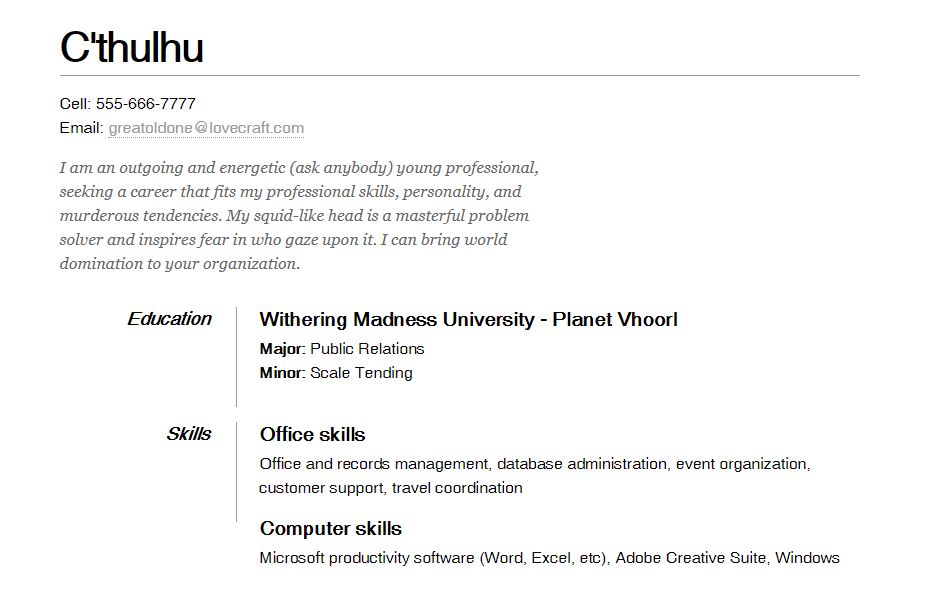 C'thulhu
Cell: 555-666-7777
Email: greatoldone@lovecraft.com
I am an outgoing and energetic (ask anybody) young professional,
seeking a career that fits my professional skills, personality, and
murderous tendencies. My squid-like head is a masterful problem
solver and inspires fear in who gaze upon it. I can bring world
domination to your organization.
Education
Withering Madness University - Planet Vhoorl
Major: Public Relations
Minor: Scale Tending
Skills
Office skills
Office and records management, database administration, event organization,
customer support, travel coordination
Computer skills
Microsoft productivity software (Word, Excel, etc), Adobe Creative Suite, Windows